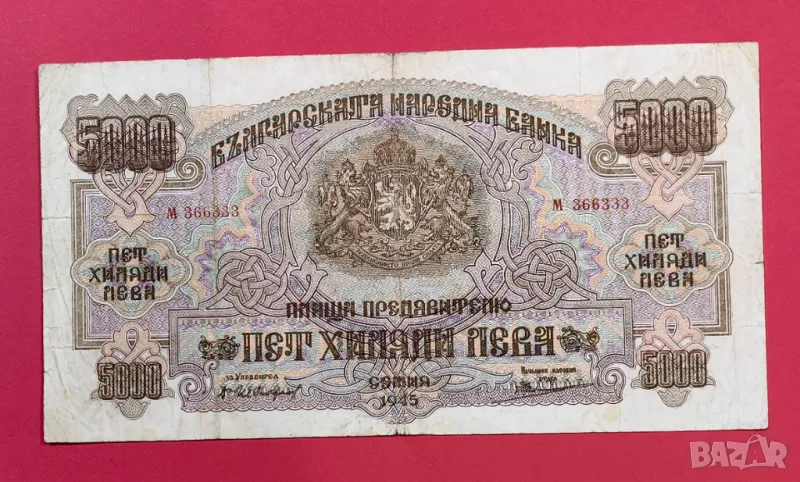 5000 БЪЛГАРСКАТА НАРОДНА БАНКА 5000
М 366333 М 366333
ПЕТ
ХИЛЯДИ
ЛЕВА
ПЕТ
ХИЛЯДИ
ЛЕВА
ПЛАЩА ПРЕДАВИТЕЛЮ
ПЕТ ХИЛЯДИ ЛЕВА
5000 5000
СОФИЯ
1945
BAZAR